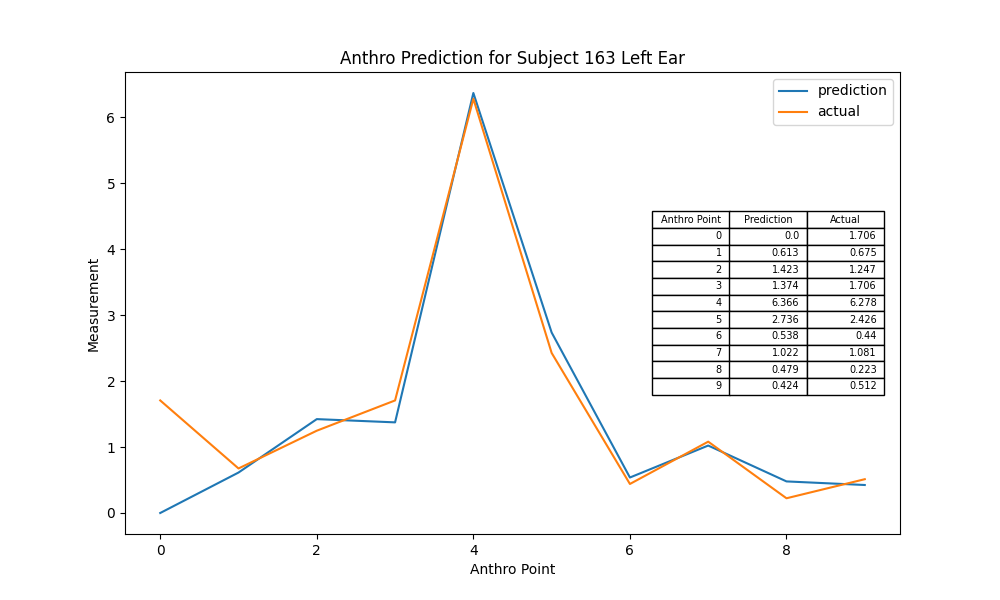 Anthro Prediction for Subject 163 Left Ear
prediction
actual
6
5
4
3
2
1
0
Measurement
Anthro Point Prediction Actual
0 0.0 1.706
1 0.613 0.675
2 1.423 1.247
3 1.374 1.706
4 6.366 6.278
5 2.736 2.426
6 0.538 0.44
7 1.022 1.081
8 0.479 0.223
9 0.424 0.512
0 2 4 6 8
Anthro Point